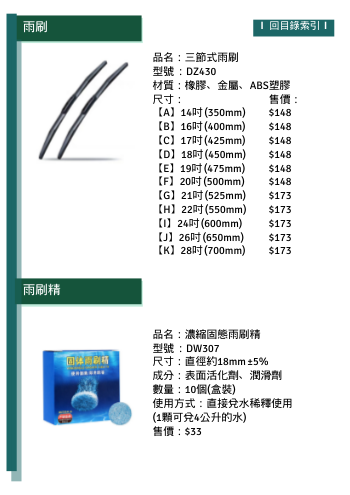 雨刷
I 回目錄索引 I
品名：三節式雨刷
型號：DZ430
材質：橡膠、金屬、ABS塑膠
尺寸： 售價：
【A】14吋(350mm) $148
【B】16吋(400mm) $148
【C】17吋(425mm) $148
【D】18吋(450mm) $148
【E】19吋(475mm) $148
【F】20吋(500mm) $148
【G】21吋(525mm) $173
【H】22吋(550mm) $173
【I】24吋(600mm) $173
【J】26吋(650mm) $173
【K】28吋(700mm) $173
雨刷精
固體雨刷精
品名：濃縮固態雨刷精
型號：DW307
尺寸：直徑約18mm ±5%
成分：表面活化劑、潤滑劑
數量：10個(盒裝)
使用方式：直接兌水稀釋使用
(1顆可兌4公升的水)
售價：$33